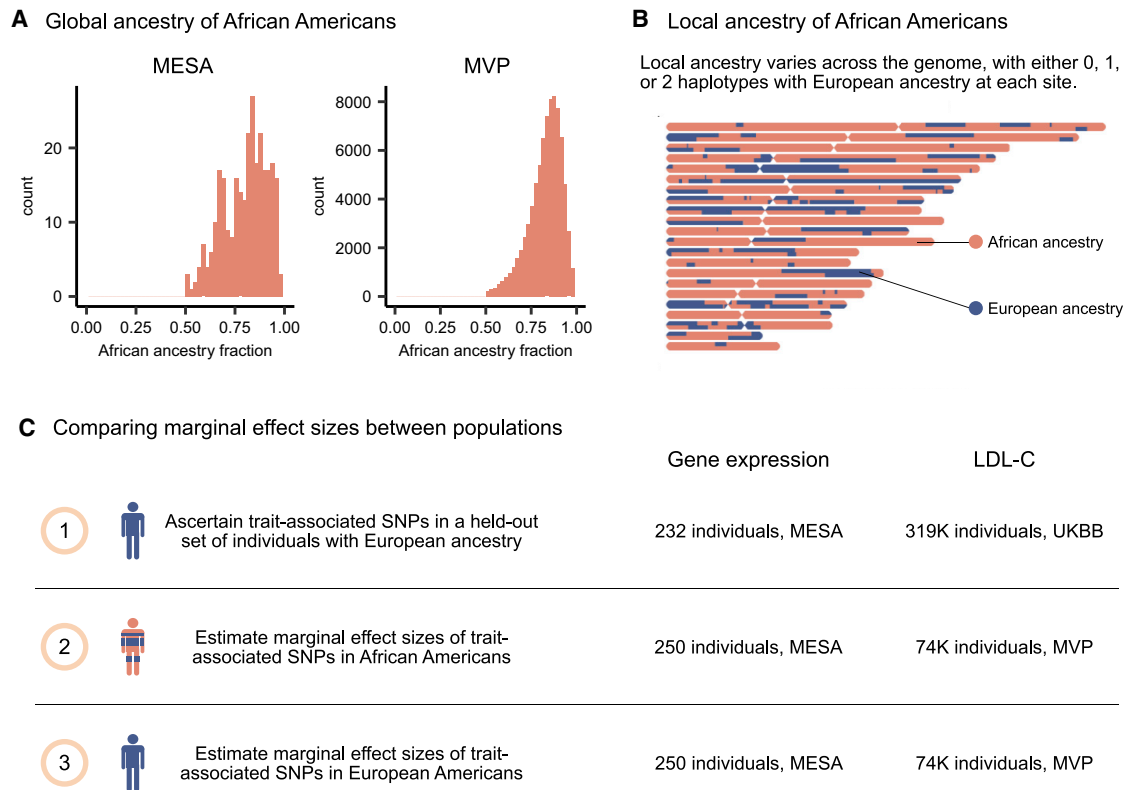 A Global ancestry of African Americans
MESA
MVP
count
20
10
0
0.00 0.25 0.50 0.75 1.00
African ancestry fraction
count
8000
6000
4000
2000
0
0.00 0.25 0.50 0.75 1.00
African ancestry fraction
B Local ancestry of African Americans
Local ancestry varies across the genome, with either 0, 1,
or 2 haplotypes with European ancestry at each site.
African ancestry
European ancestry
C Comparing marginal effect sizes between populations
Gene expression LDL-C
1 Ascertain trait-associated SNPs in a held-out
set of individuals with European ancestry
232 individuals, MESA 319K individuals, UKBB
2 Estimate marginal effect sizes of trait-
associated SNPs in African Americans
250 individuals, MESA 74K individuals, MVP
3 Estimate marginal effect sizes of trait-
associated SNPs in European Americans
250 individuals, MESA 74K individuals, MVP